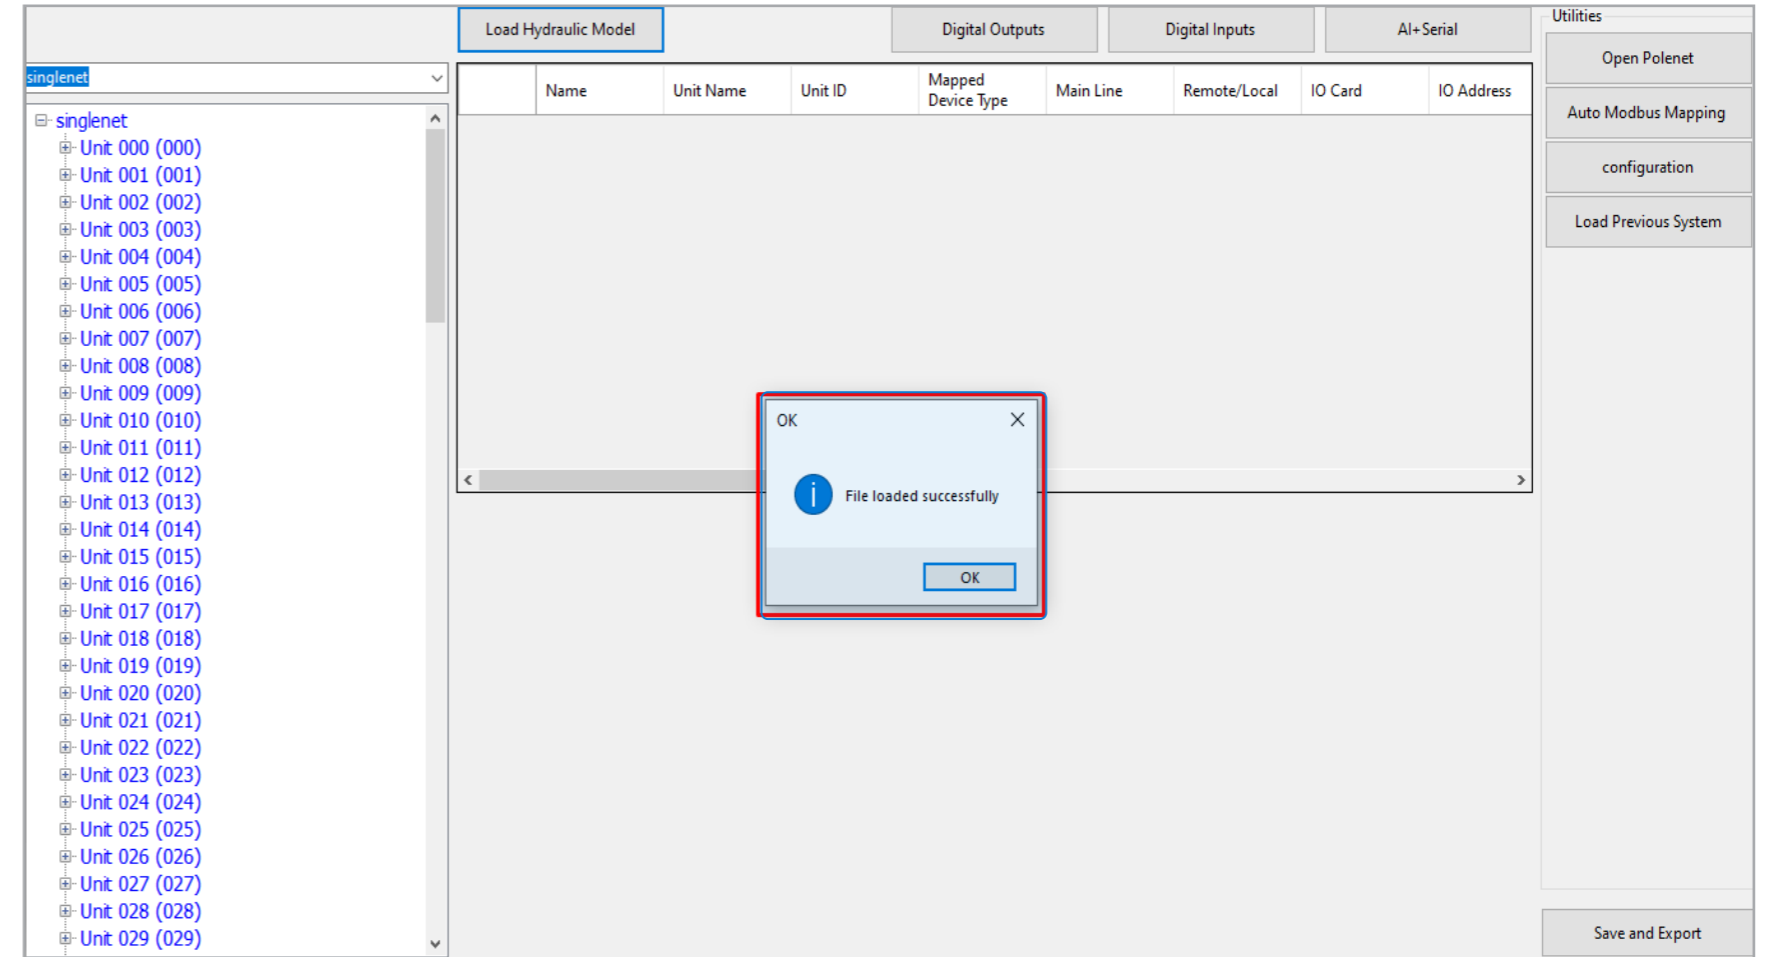 Load Hydraulic Model
Digital Outputs
Digital Inputs
AI+Serial
Utilities
Open Polenet
Auto Modbus Mapping
configuration
Load Previous System
singlenet
Name
Unit Name
Unit ID
Mapped
Device Type
Main Line
Remote/Local
IO Card
IO Address
singlenet
Unit 000 (000)
Unit 001 (001)
Unit 002 (002)
Unit 003 (003)
Unit 004 (004)
Unit 005 (005)
Unit 006 (006)
Unit 007 (007)
Unit 008 (008)
Unit 009 (009)
Unit 010 (010)
Unit 011 (011)
Unit 012 (012)
Unit 013 (013)
Unit 014 (014)
Unit 015 (015)
Unit 016 (016)
Unit 017 (017)
Unit 018 (018)
Unit 019 (019)
Unit 020 (020)
Unit 021 (021)
Unit 022 (022)
Unit 023 (023)
Unit 024 (024)
Unit 025 (025)
Unit 026 (026)
Unit 027 (027)
Unit 028 (028)
Unit 029 (029)
OK
File loaded successfully
OK
Save and Export